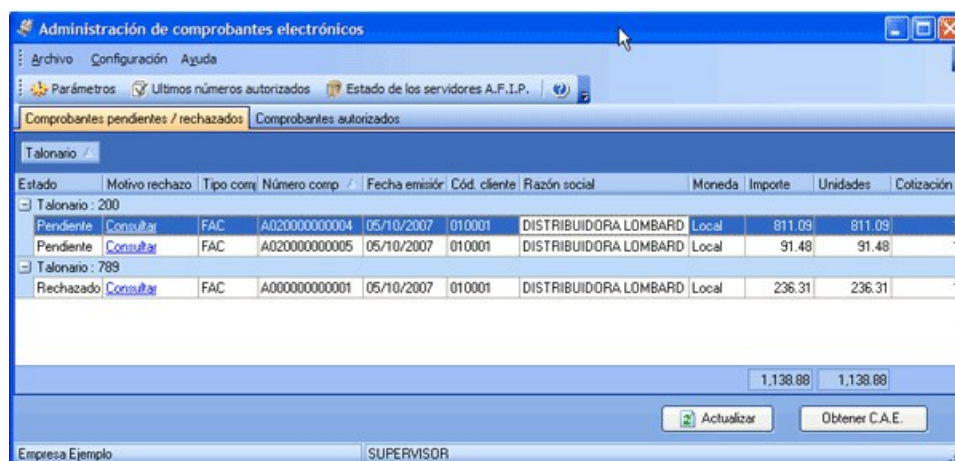 Administración de comprobantes electrónicos
Archivo Configuración Ayuda
Parámetros Ultimos números autorizados Estado de los servidores A.F.I.P.
Comprobantes pendientes / rechazados Comprobantes autorizados
Talonario
Estado Motivo rechazo Tipo comp Número comp Fecha emisión Cód. cliente Razón social Moneda Importe Unidades Cotización
Talonario : 200
Pendiente Consultar FAC A020000000004 05/10/2007 010001 DISTRIBUIDORA LOMBARD Local 811.09 811.09
Pendiente Consultar FAC A020000000005 05/10/2007 010001 DISTRIBUIDORA LOMBARD Local 91.48 91.48
Talonario : 789
Rechazado Consultar FAC A000000000001 05/10/2007 010001 DISTRIBUIDORA LOMBARD Local 236.31 236.31
1,138.88 1,138.88
Actualizar Obtener C.A.E.
Empresa Ejemplo SUPERVISOR